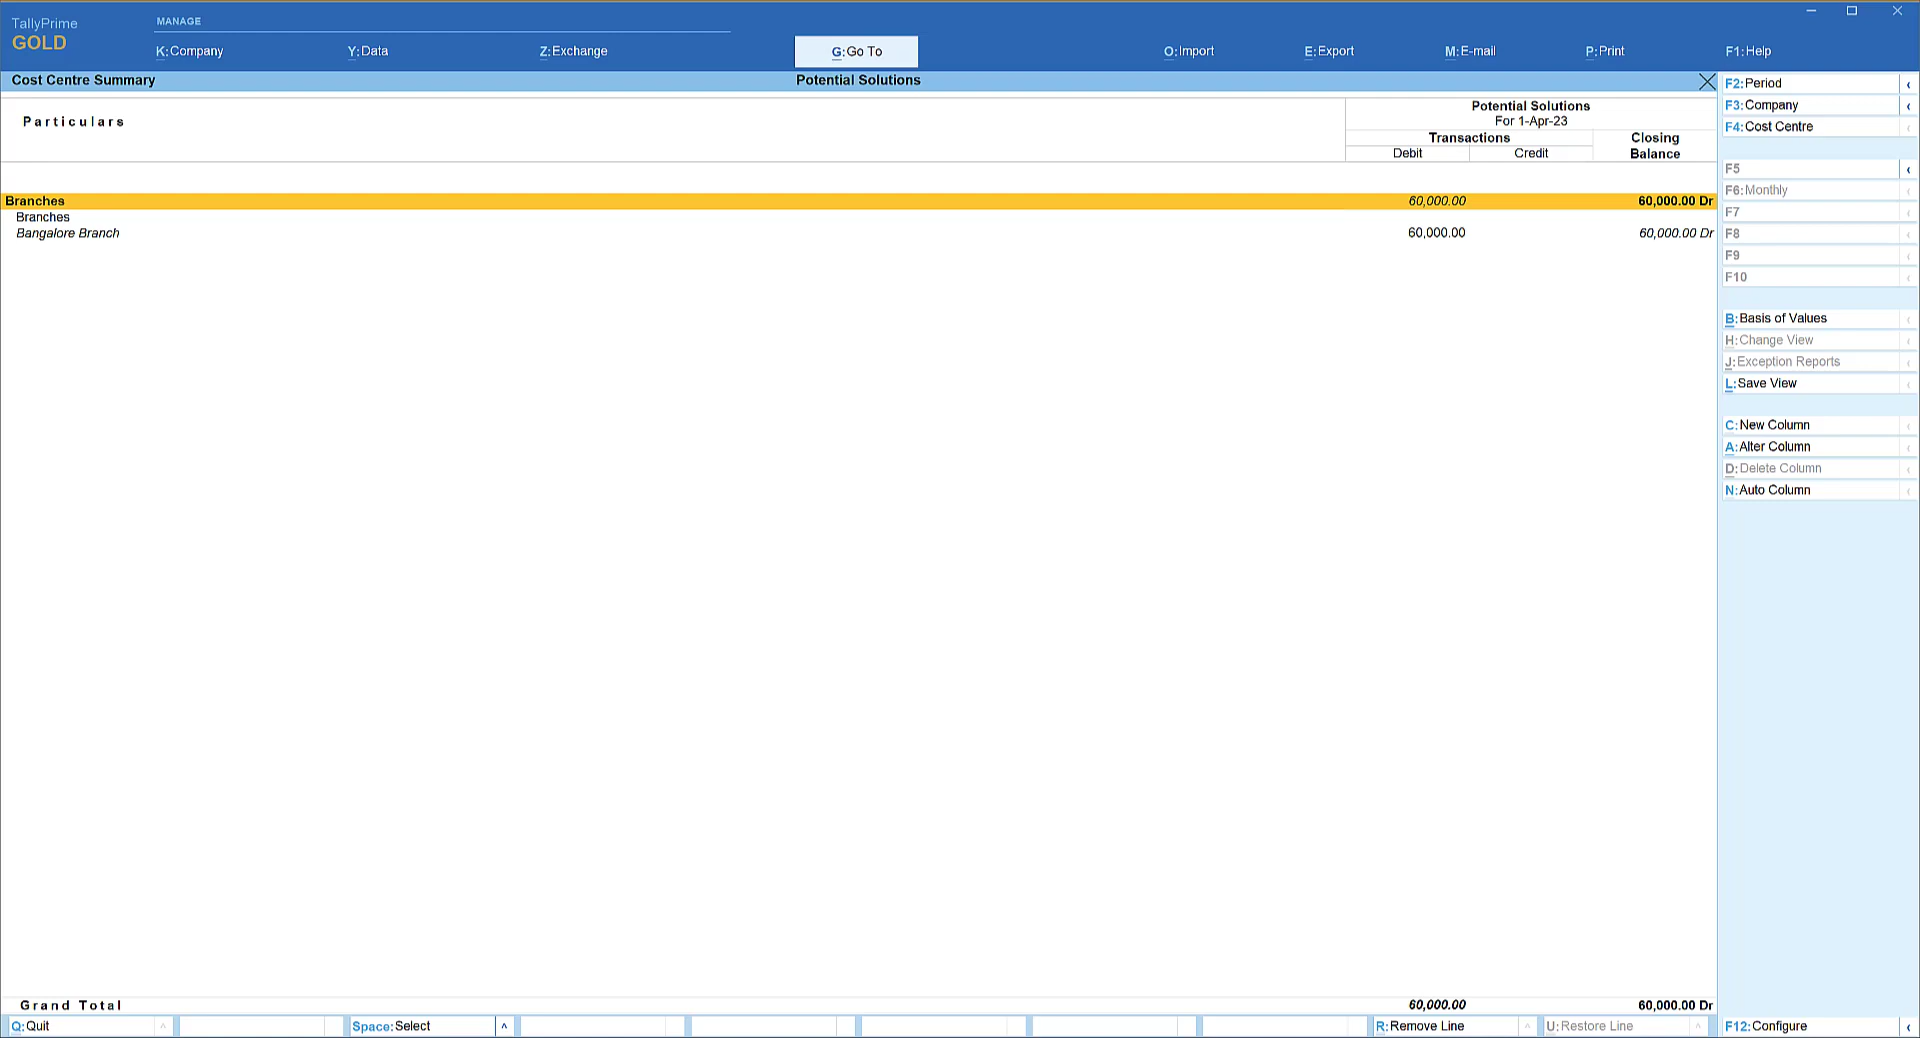 TallyPrime
GOLD
MANAGE
K:Company
Y:Data
Z:Exchange
G:Go To
O:Import
E:Export
M:E-mail
P:Print
F1:Help
Cost Centre Summary
Potential Solutions
Particulars
Potential Solutions
For 1-Apr-23
Transactions
Closing
Balance
Debit
Credit
Branches 60,000.00 60,000.00 Dr
Branches
Bangalore Branch 60,000.00 60,000.00 Dr
Grand Total 60,000.00 60,000.00 Dr
F2:Period
F3:Company
F4:Cost Centre
F5
F6:Monthly
F7
F8
F9
F10
B:Basis of Values
H:Change View
J:Exception Reports
L:Save View
C:New Column
A:Alter Column
D:Delete Column
N:Auto Column
Q:Quit
Space:Select
R:Remove Line
U:Restore Line
F12:Configure